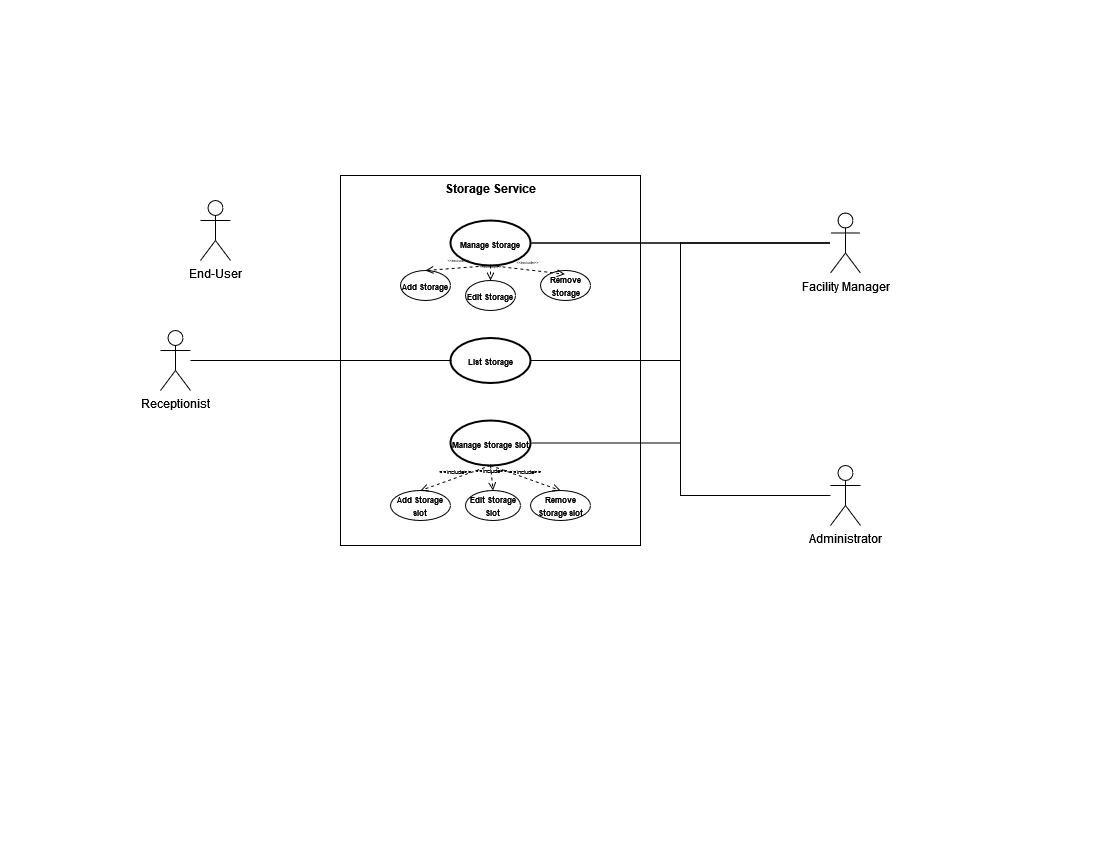 Storage Service
End-User
Manage Storage
Facility Manager
<<include>>
<<include>>
Add Storage
Edit Storage
Remove
Storage
Receptionist
List Storage
Manage Storage Slot
<<include>>
<<include>>
<<include>>
Add Storage
slot
Edit Storage
Slot
Remove
Storage slot
Administrator